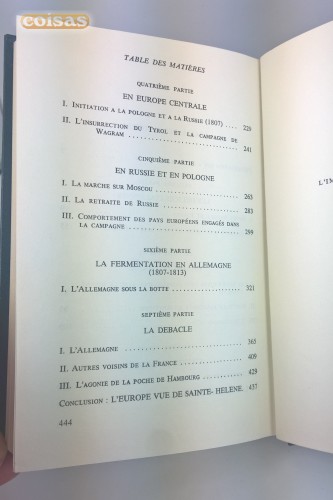 coisas
TABLE DES MATIÈRES
QUATRIÈME PARTIE
EN EUROPE CENTRALE
I. INITIATION A LA POLOGNE ET A LA RUSSIE (1807) .... 220
II. L'INSURRECTION DU TYROL ET LA CAMPAGNE DE
WAGRAM ........................ 241
CINQUIÈME PARTIE
EN RUSSIE ET EN POLOGNE
I. LA MARCHE SUR MOSCOU ........................ 263
II. LA RETRAITE DE RUSSIE ........................ 283
III. COMPORTEMENT DES PAYS EUROPÉENS ENGAGÉS DANS
LA CAMPAGNE ........................ 299
SIXIÈME PARTIE
LA FERMENTATION EN ALLEMAGNE
(1807-1813)
I. L'ALLEMAGNE SOUS LA BOTTE ........................ 321
SEPTIÈME PARTIE
LA DEBACLE
I. L'ALLEMAGNE ........................ 365
II. AUTRES VOISINS DE LA FRANCE ........................ 409
III. L'AGONIE DE LA POCHE DE HAMBOURG ........................ 429
CONCLUSION : L'EUROPE VUE DE SAINTE- HELENE. 437
444